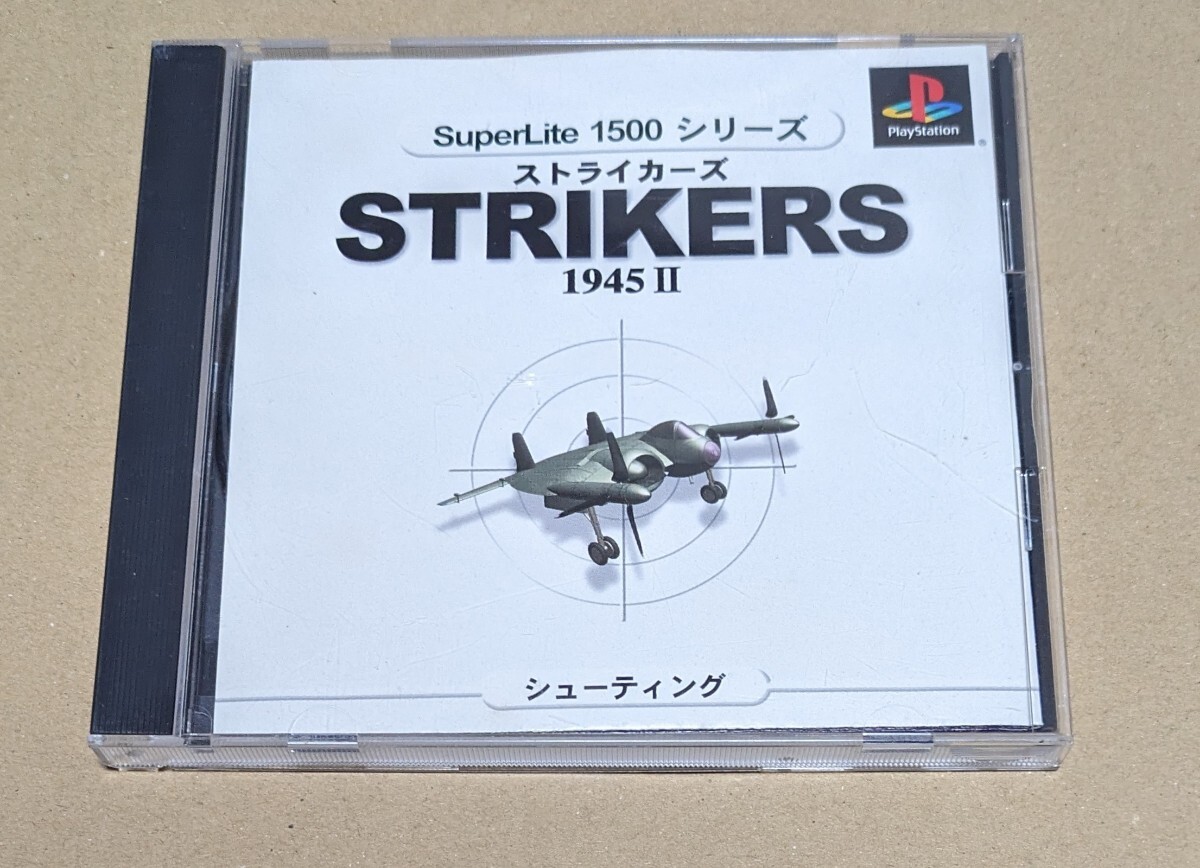 PlayStation
®
SuperLite 1500 シリーズ
ストライカーズ
STRIKERS
1945 II
シューティング